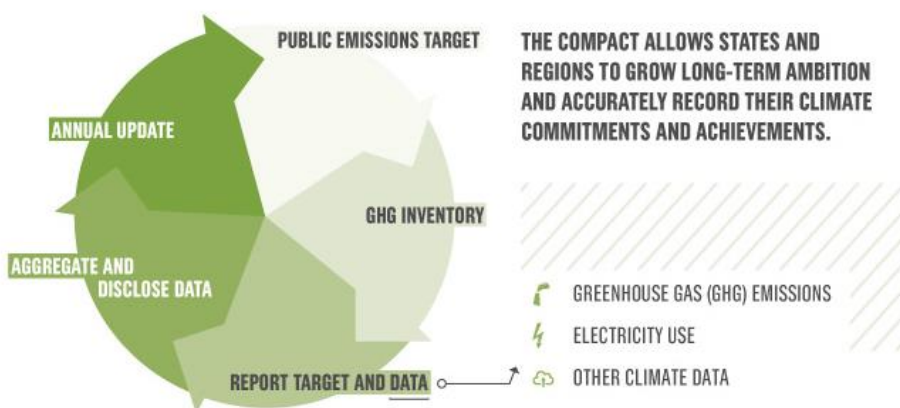 PUBLIC EMISSIONS TARGET
THE COMPACT ALLOWS STATES AND
REGIONS TO GROW LONG-TERM AMBITION
AND ACCURATELY RECORD THEIR CLIMATE
COMMITMENTS AND ACHIEVEMENTS.
ANNUAL UPDATE
GHG INVENTORY
AGGREGATE AND
DISCLOSE DATA
REPORT TARGET AND DATA
GREENHOUSE GAS (GHG) EMISSIONS
ELECTRICITY USE
OTHER CLIMATE DATA